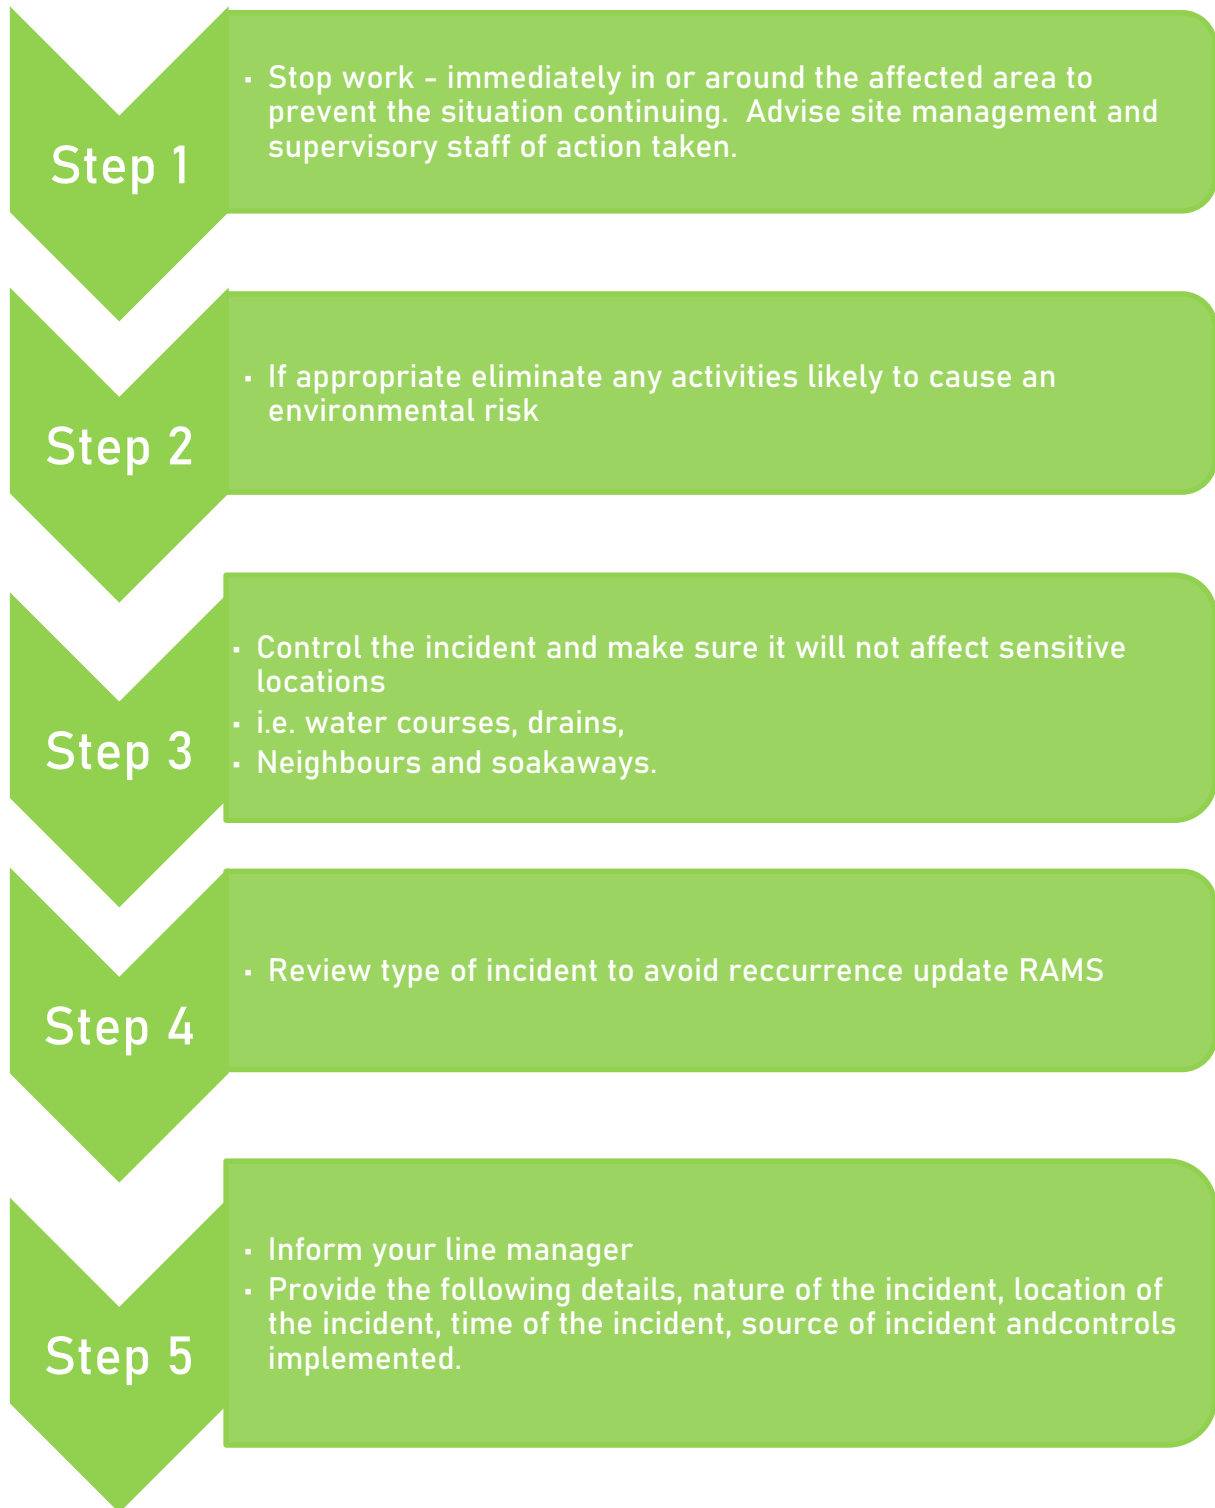 Step 1
▪ Stop work - immediately in or around the affected area to
prevent the situation continuing.  Advise site management and
supervisory staff of action taken.
Step 2
▪ If appropriate eliminate any activities likely to cause an
environmental risk
Step 3
▪ Control the incident and make sure it will not affect sensitive
locations
▪ i.e. water courses, drains,
▪ Neighbours and soakaways.
Step 4
▪ Review type of incident to avoid reccurrence update RAMS
Step 5
▪ Inform your line manager
▪ Provide the following details, nature of the incident, location of
the incident, time of the incident, source of incident andcontrols
implemented.